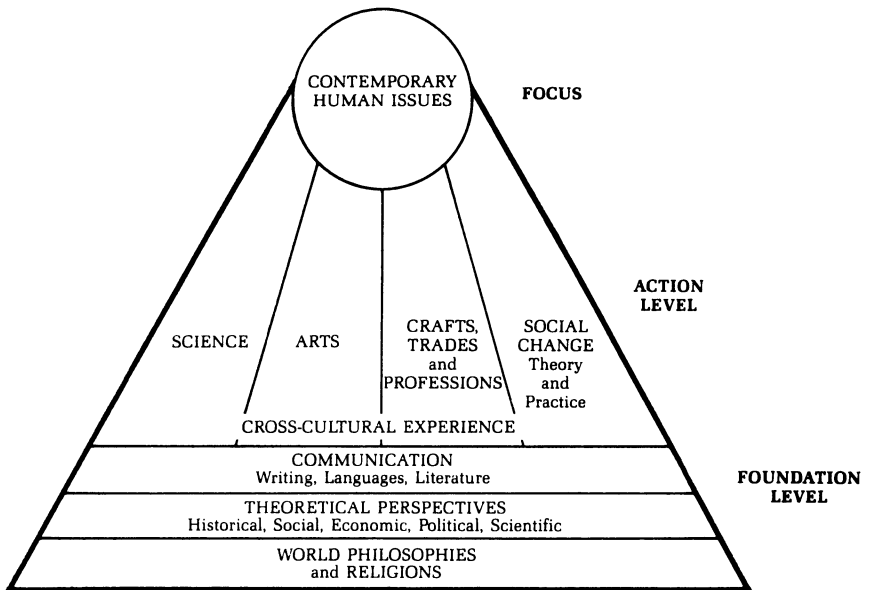 CONTEMPORARY
HUMAN ISSUES
FOCUS
ACTION
LEVEL
SCIENCE
ARTS
CRAFTS,
TRADES
and
PROFESSIONS
SOCIAL
CHANGE
Theory
and
Practice
CROSS-CULTURAL EXPERIENCE
COMMUNICATION
Writing, Languages, Literature
FOUNDATION
LEVEL
THEORETICAL PERSPECTIVES
Historical, Social, Economic, Political, Scientific
WORLD PHILOSOPHIES
and RELIGIONS